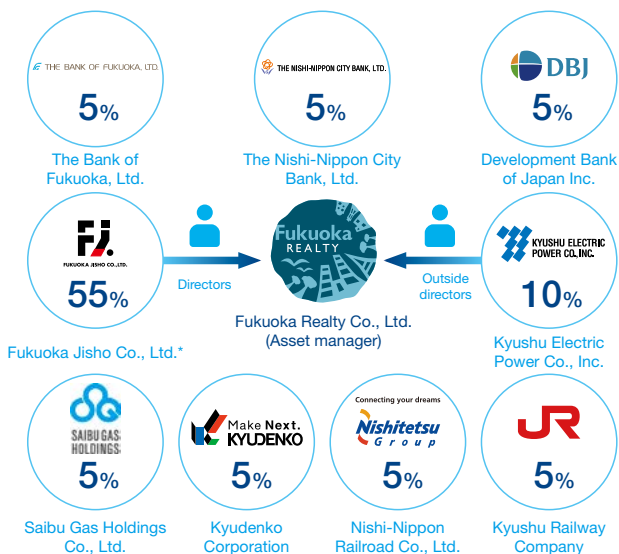 THE BANK OF FUKUOKA, LTD.
5%
The Bank of
Fukuoka, Ltd.
THE NISHI-NIPPON CITY BANK, LTD.
5%
The Nishi-Nippon City
Bank, Ltd.
DBJ
5%
Development Bank
of Japan Inc.
FJ.
FUKUOKA JISHO CO.,LTD.
55%
Fukuoka Jisho Co., Ltd.*
Directors
Fukuoka
REALTY
Fukuoka Realty Co., Ltd.
(Asset manager)
Outside
directors
KYUSHU ELECTRIC
POWER CO.,INC.
10%
Kyushu Electric
Power Co., Inc.
SAIBU GAS
HOLDINGS
5%
Saibu Gas Holdings
Co., Ltd.
Make Next.
KYUDENKO
5%
Kyudenko
Corporation
Connecting your dreams
Nishitetsu
Group
5%
Nishi-Nippon
Railroad Co., Ltd.
JR
5%
Kyushu Railway
Company